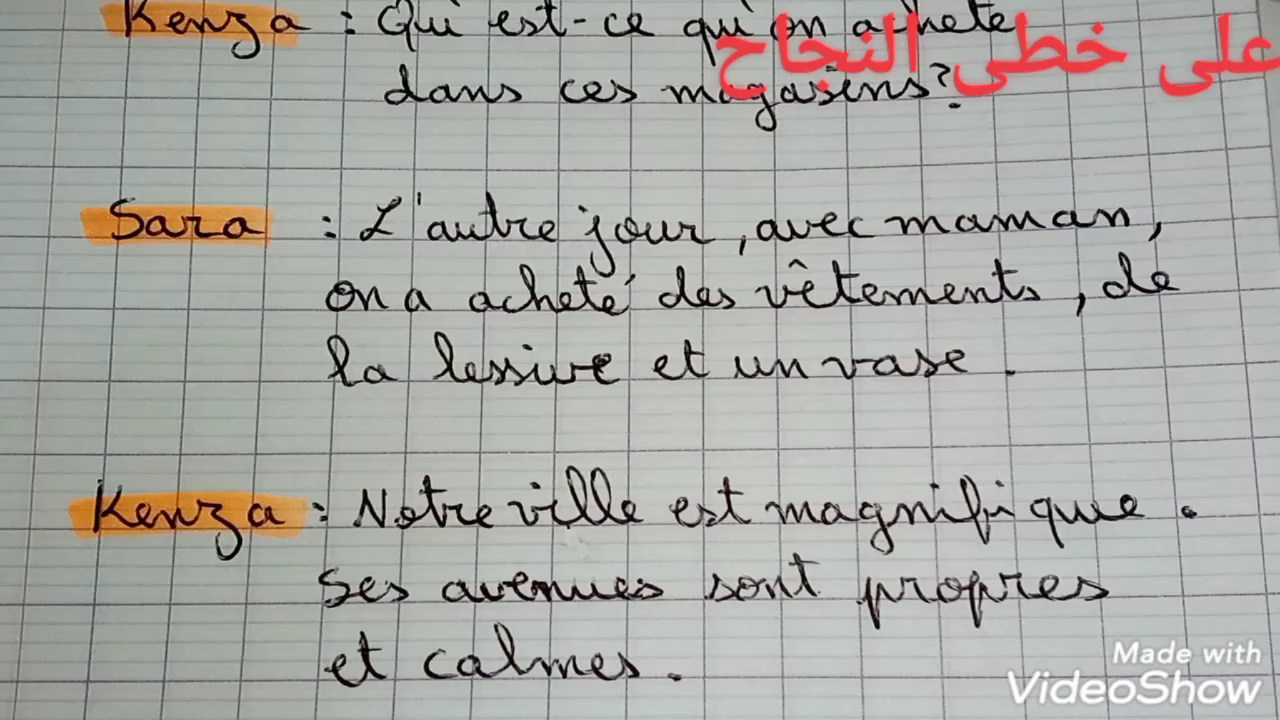 Kenza : Qui est-ce qu'on achete
على خطى النجاح
dans ces magasins?
Sara : L'autre jour, avec maman,
on a acheté des vêtements, de
la lessive et un vase.
Kenza : Notre ville est magnifique.
Ses avenues sont propres
et calmes.
Made with
VideoShow